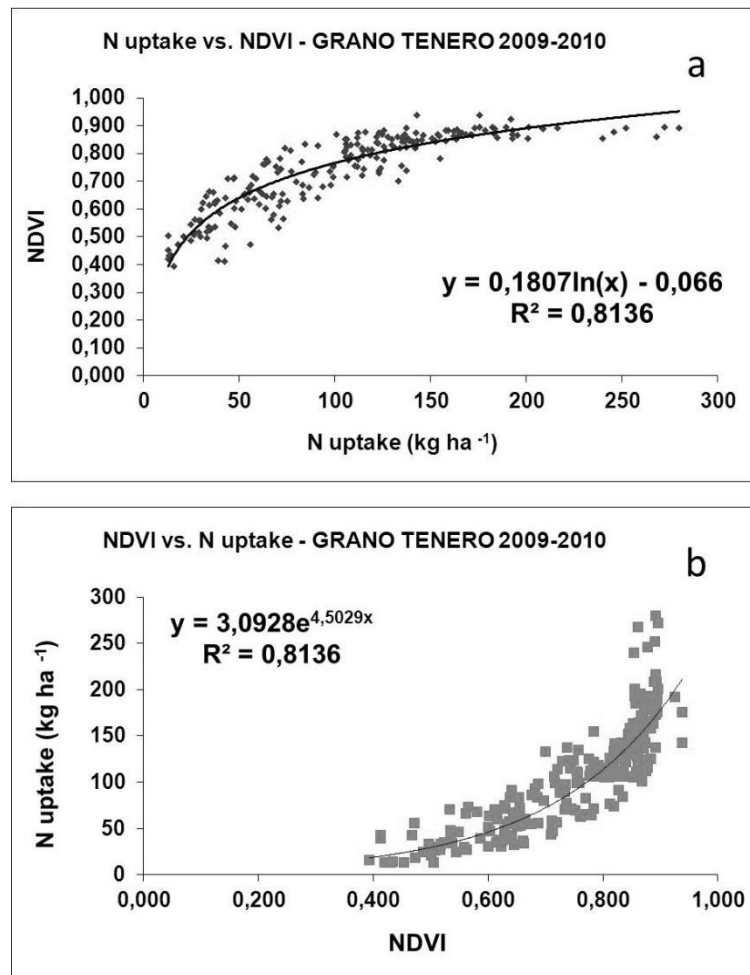 N uptake vs. NDVI - GRANO TENERO 2009-2010
a
1,000
0,900
0,800
0,700
0,600
0,500
0,400
0,300
0,200
0,100
0,000
NDVI
y = 0,1807ln(x) - 0,066
R² = 0,8136
0 50 100 150 200 250 300
N uptake (kg ha -1)
NDVI vs. N uptake - GRANO TENERO 2009-2010
b
300
250
200
150
100
50
0
N uptake (kg ha -1)
y = 3,0928e^4,5029x
R² = 0,8136
0,000 0,200 0,400 0,600 0,800 1,000
NDVI